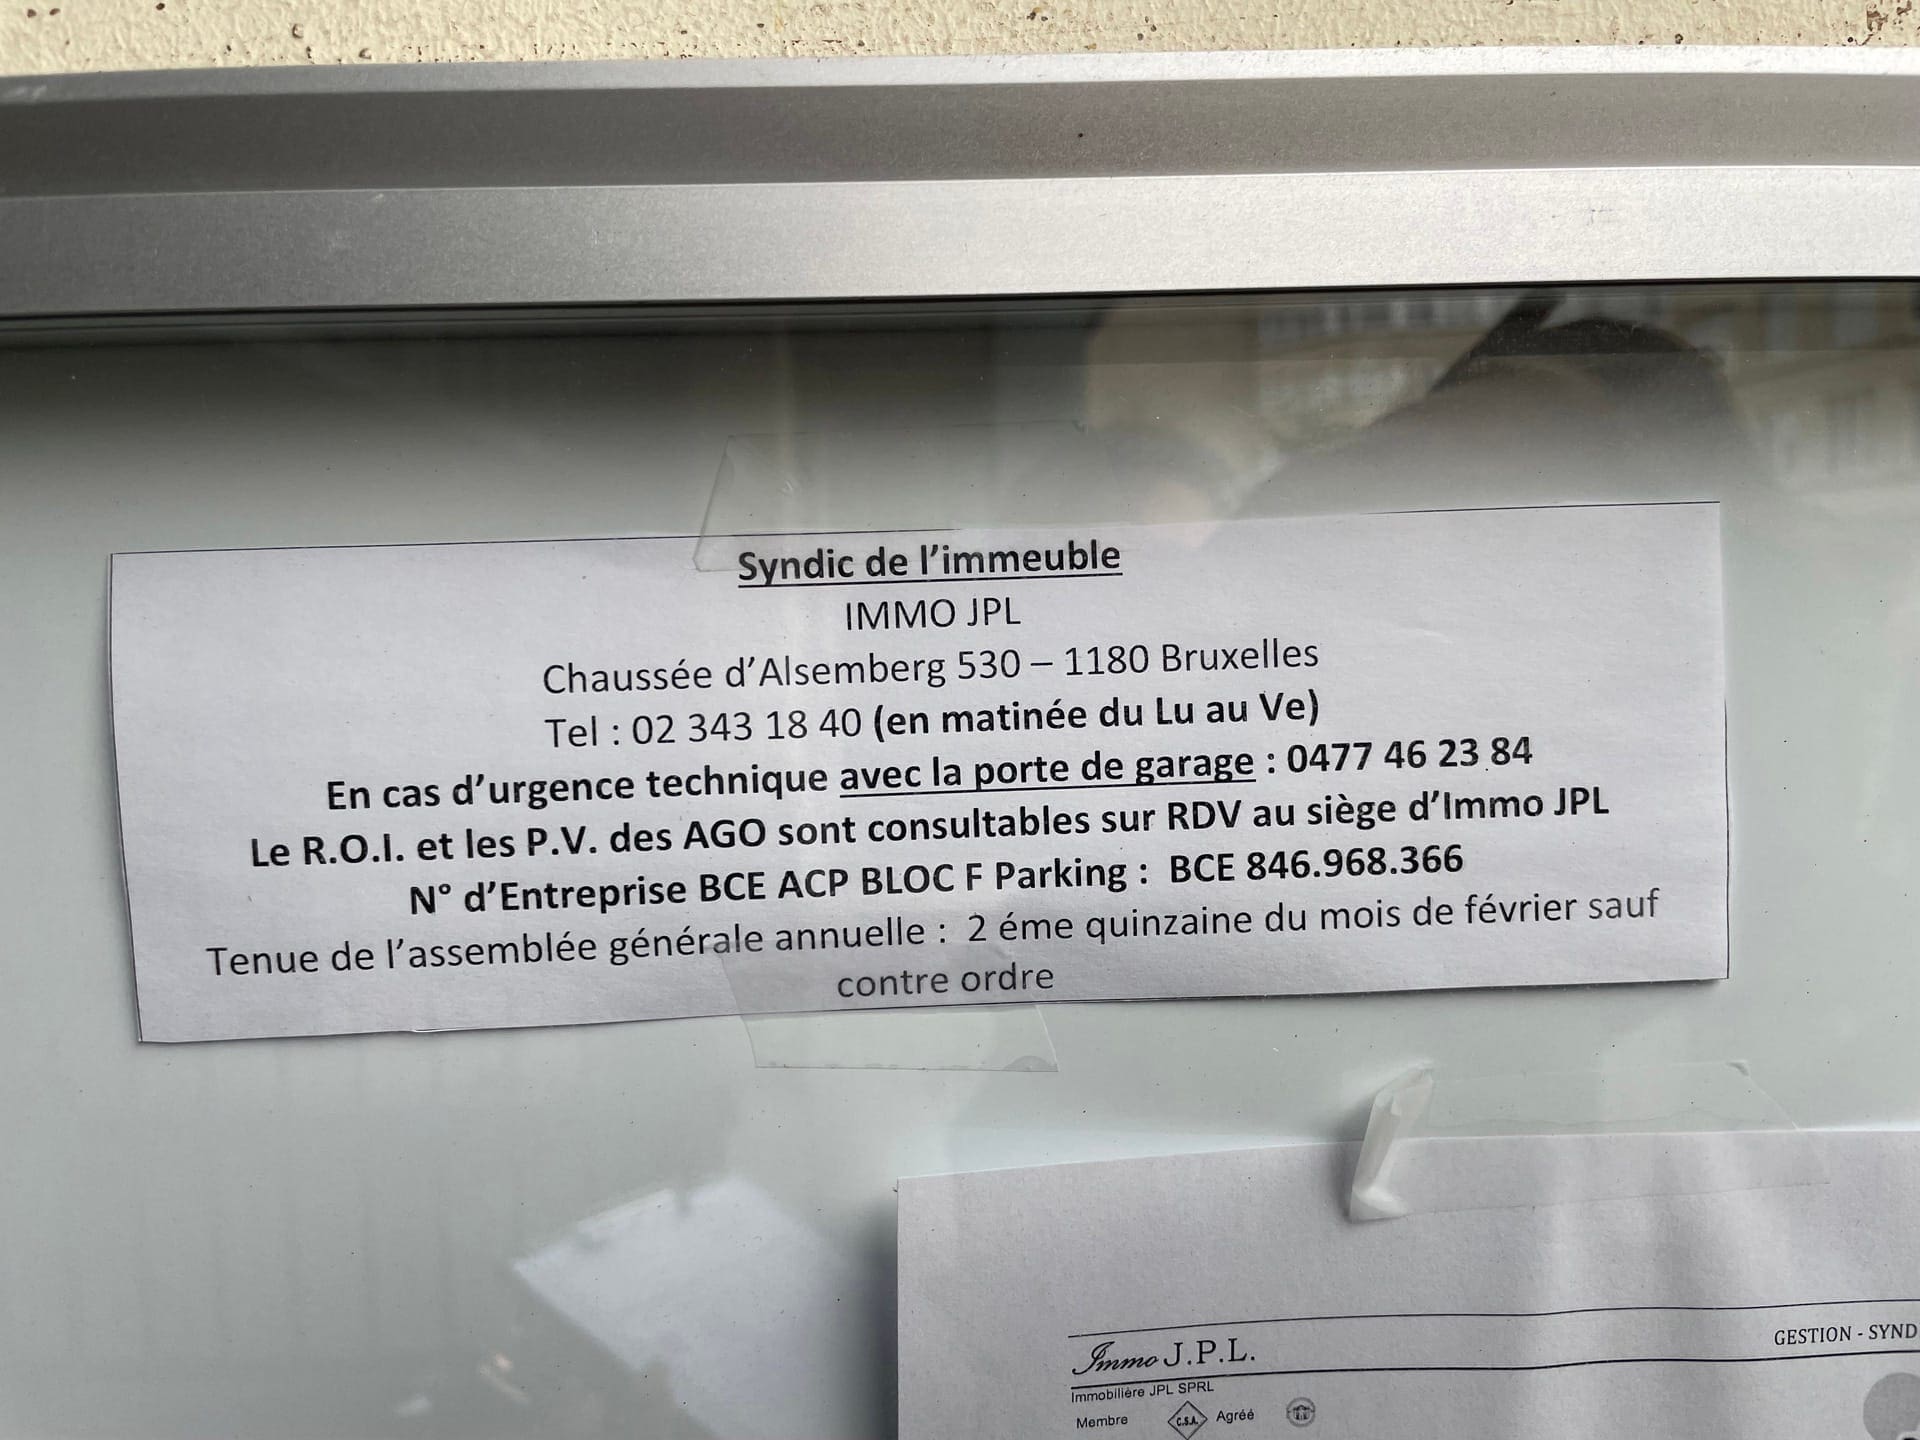 Syndic de l'immeuble
IMMO JPL
Chaussée d'Alsemberg 530 – 1180 Bruxelles
Tel : 02 343 18 40 (en matinée du Lu au Ve)
En cas d'urgence technique avec la porte de garage : 0477 46 23 84
Le R.O.I. et les P.V. des AGO sont consultables sur RDV au siège d'Immo JPL
N° d'Entreprise BCE ACP BLOC F Parking : BCE 846.968.366
Tenue de l'assemblée générale annuelle : 2 éme quinzaine du mois de février sauf
contre ordre
Immo J.P.L.
GESTION - SYND
Immobilière JPL SPRL
Membre C.S.A. Agréé